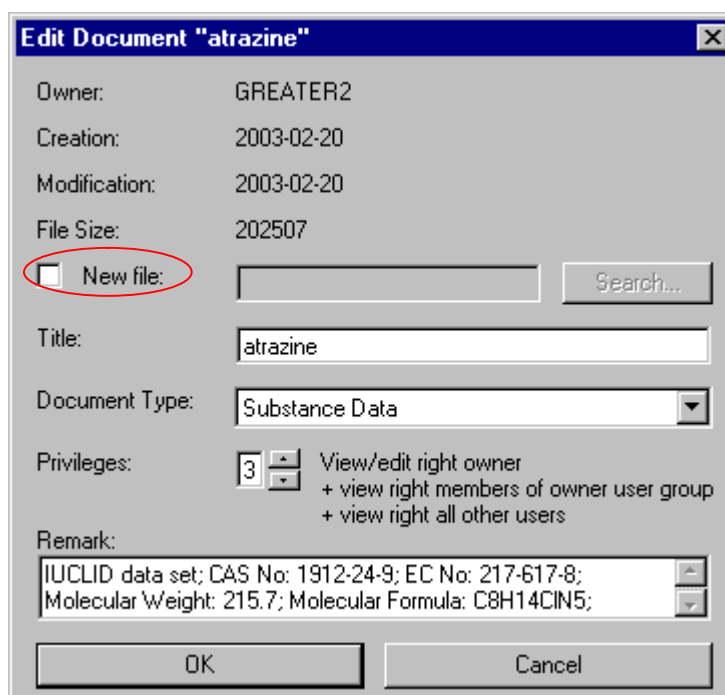 Edit Document "atrazine"
Owner: GREATER2
Creation: 2003-02-20
Modification: 2003-02-20
File Size: 202507
New file: Search...
Title: atrazine
Document Type: Substance Data
Privileges: 3 View/edit right owner
+ view right members of owner user group
+ view right all other users
Remark:
IUCLID data set; CAS No: 1912-24-9; EC No: 217-617-8;
Molecular Weight: 215.7; Molecular Formula: C8H14ClN5;
OK Cancel